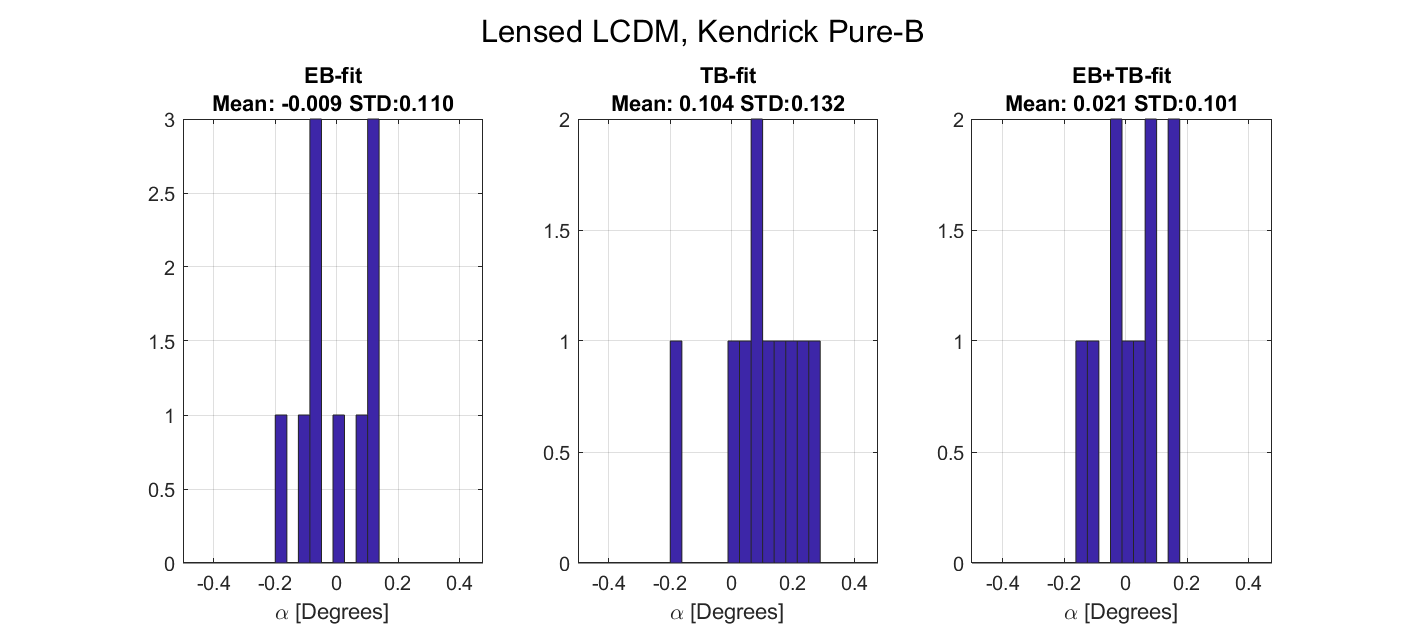 Lensed LCDM, Kendrick Pure-B
EB-fit
Mean: -0.009 STD:0.110
3
2.5
2
1.5
1
0.5
0
-0.4 -0.2 0 0.2 0.4
α [Degrees]
TB-fit
Mean: 0.104 STD:0.132
2
1.5
1
0.5
0
-0.4 -0.2 0 0.2 0.4
α [Degrees]
EB+TB-fit
Mean: 0.021 STD:0.101
2
1.5
1
0.5
0
-0.4 -0.2 0 0.2 0.4
α [Degrees]